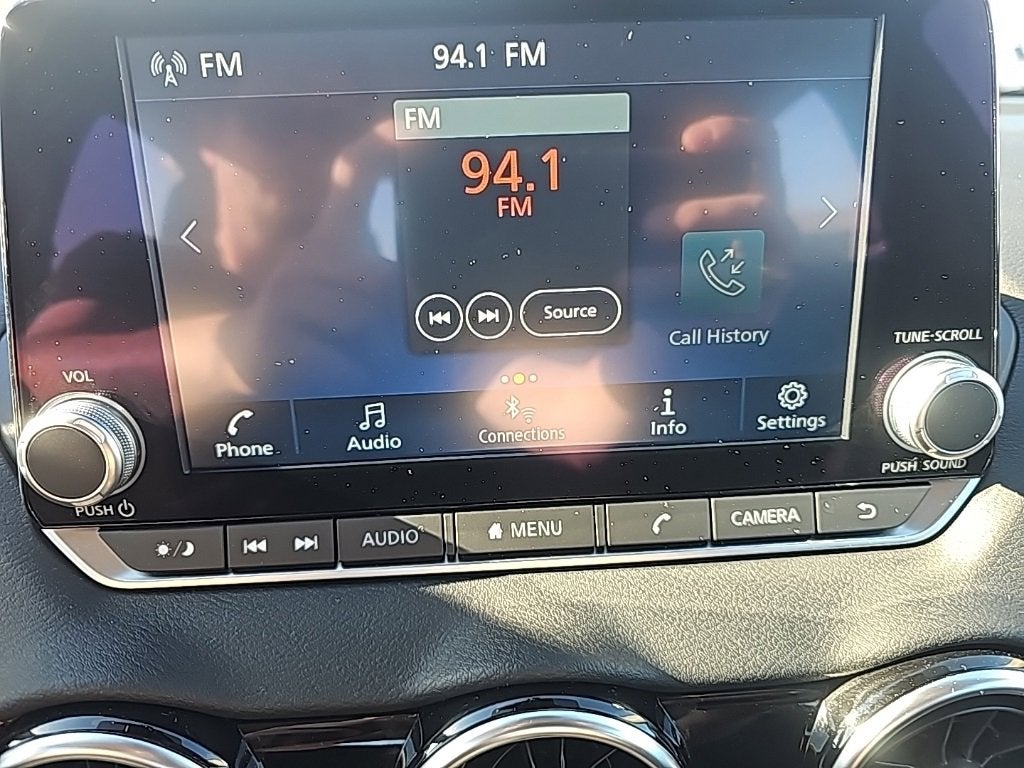 FM
94.1 FM
FM
94.1
FM
Source
Call History
VOL
TUNE-SCROLL
Phone
Audio
Connections
Info
Settings
PUSH
PUSH SOUND
AUDIO
MENU
CAMERA